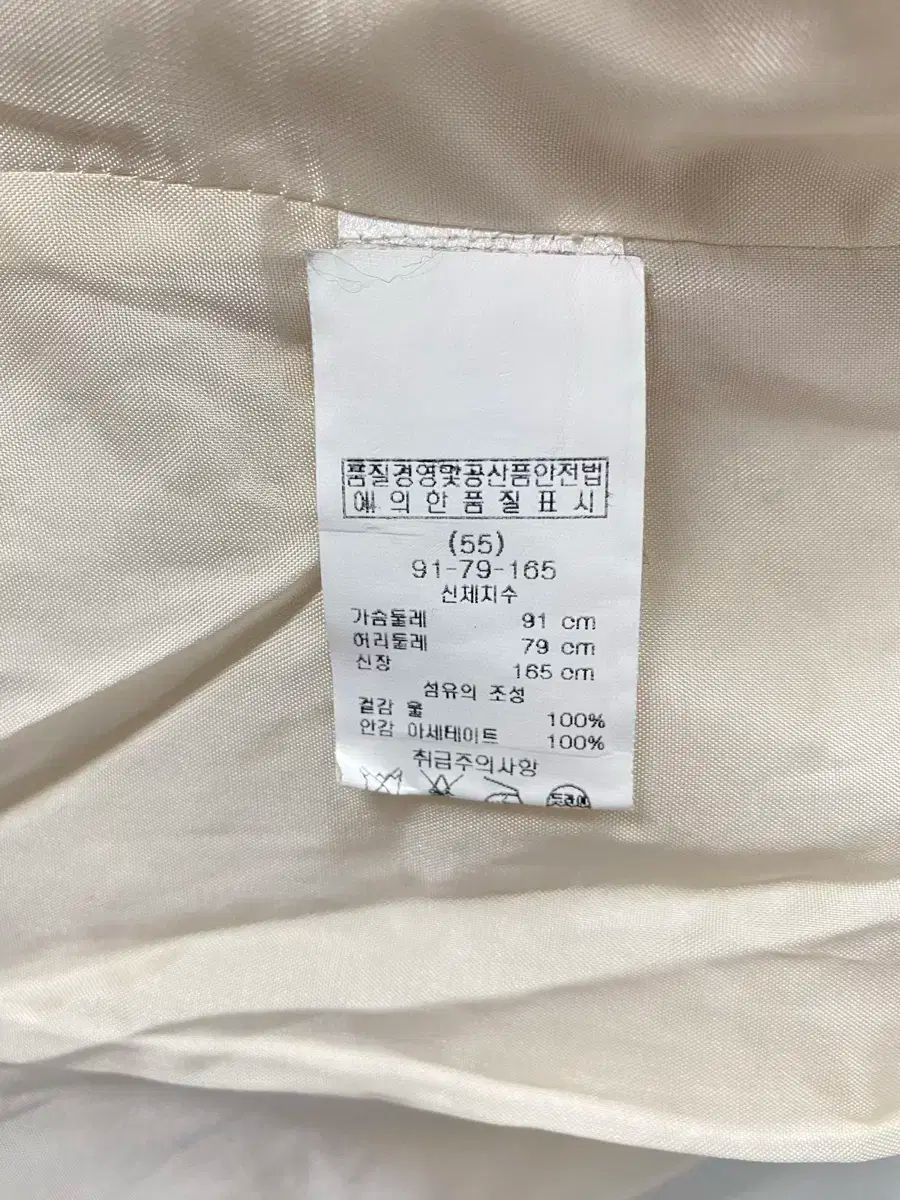 품질경영및공산품안전법
에 의 한 품 질 표 시
(55)
91-79-165
신체치수
가슴둘레 91 cm
허리둘레 79 cm
신장 165 cm
섬유의 조성
겉감 울 100%
안감 아세테이트 100%
취급주의사항